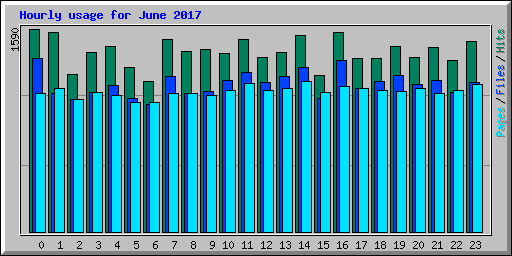 Hourly usage for June 2017
1590
Pages/Files/Hits
0 1 2 3 4 5 6 7 8 9 10 11 12 13 14 15 16 17 18 19 20 21 22 23